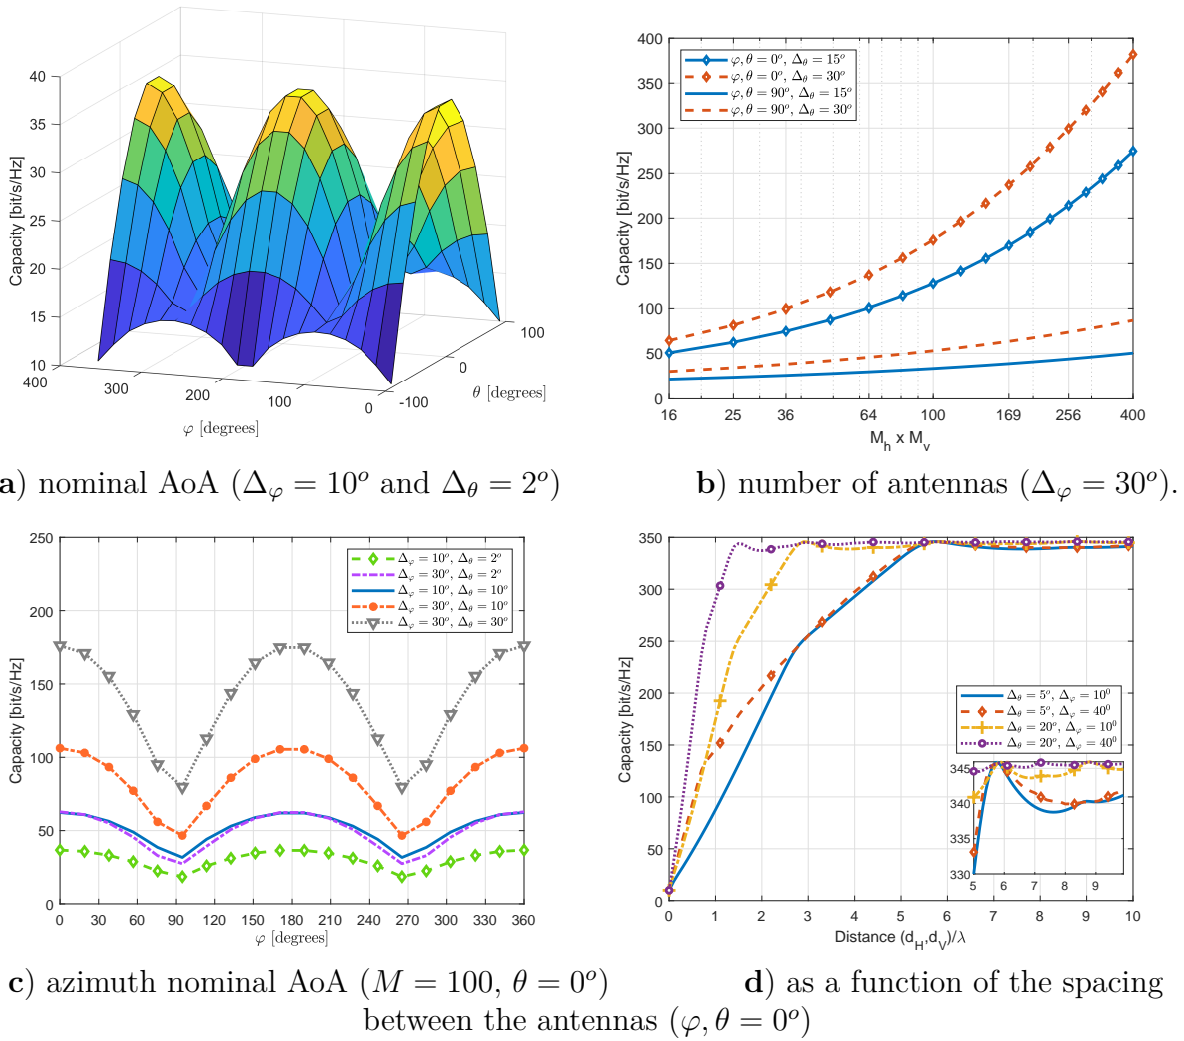 40
35
30
25
20
15
10
Capacity [bit/s/Hz]
400
300
200
100
0
φ [degrees]
-100
0
100
θ [degrees]
a) nominal AoA (Δφ = 10° and Δθ = 2°)
400
350
300
250
200
150
100
50
0
Capacity [bit/s/Hz]
φ, θ = 0°, Δθ = 15°
φ, θ = 0°, Δθ = 30°
φ, θ = 90°, Δθ = 15°
φ, θ = 90°, Δθ = 30°
16 25 36 64 100 169 256 400
M_h x M_v
b) number of antennas (Δφ = 30°).
250
200
150
100
50
0
Capacity [bit/s/Hz]
Δφ = 10°, Δθ = 2°
Δφ = 30°, Δθ = 2°
Δφ = 10°, Δθ = 10°
Δφ = 30°, Δθ = 10°
Δφ = 30°, Δθ = 30°
0 30 60 90 120 150 180 210 240 270 300 330 360
φ [degrees]
c) azimuth nominal AoA (M = 100, θ = 0°)
350
300
250
200
150
100
50
0
Capacity [bit/s/Hz]
Δθ = 5°, Δφ = 10⁰
Δθ = 5°, Δφ = 40⁰
Δθ = 20°, Δφ = 10⁰
Δθ = 20°, Δφ = 40⁰
345
340
335
330
5 6 7 8 9
0 1 2 3 4 5 6 7 8 9 10
Distance (d_H,d_V)/λ
d) as a function of the spacing
between the antennas (φ, θ = 0°)